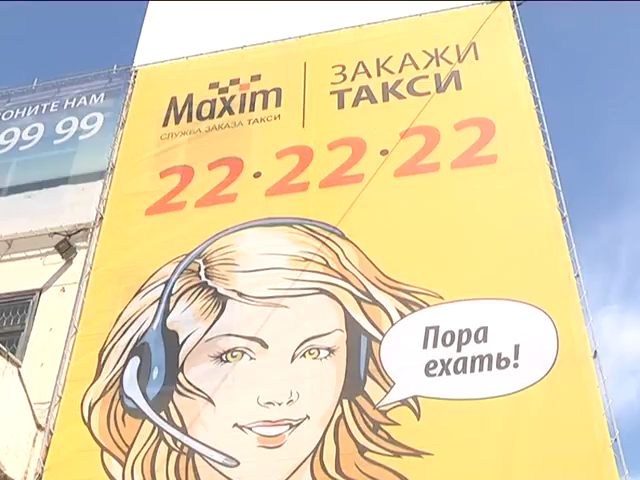 ОНИТЕ НАМ
99 99
Maxim
СЛУЖБА ЗАКАЗА ТАКСИ
ЗАКАЖИ
ТАКСИ
22·22·22
Пора
ехать!